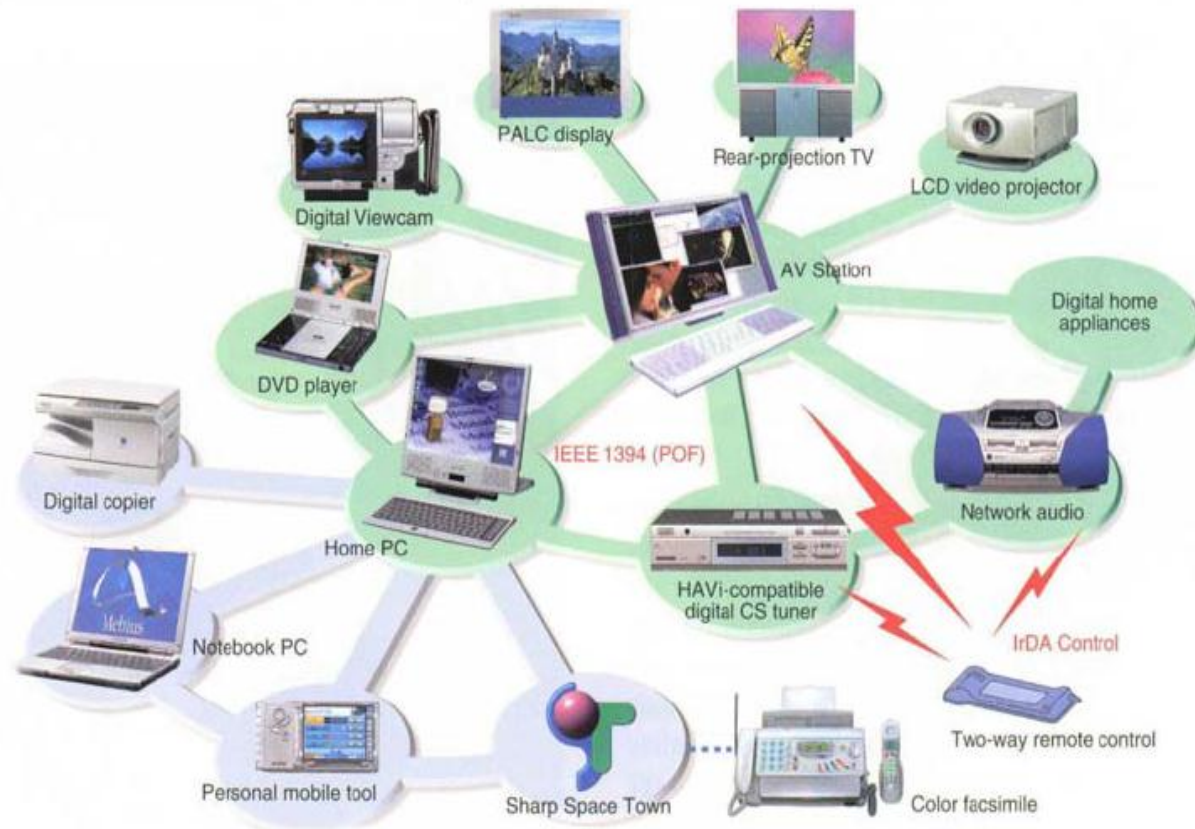 PALC display
Rear-projection TV
LCD video projector
Digital Viewcam
AV Station
Digital home
appliances
DVD player
IEEE 1394 (POF)
Digital copier
Network audio
Home PC
HAVi-compatible
digital CS tuner
Mebius
Notebook PC
IrDA Control
Two-way remote control
Personal mobile tool
Sharp Space Town
Color facsimile